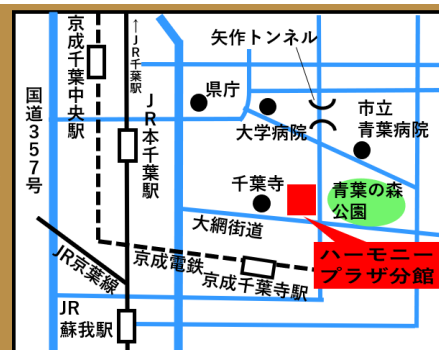 京成千葉中央駅
↑JR千葉駅
矢作トンネル
国道357号
JR本千葉駅
県庁
大学病院
市立
青葉病院
千葉寺
青葉の森
公園
大網街道
ハーモニー
プラザ分館
JR京葉線
京成電鉄
京成千葉寺駅
JR
蘇我駅